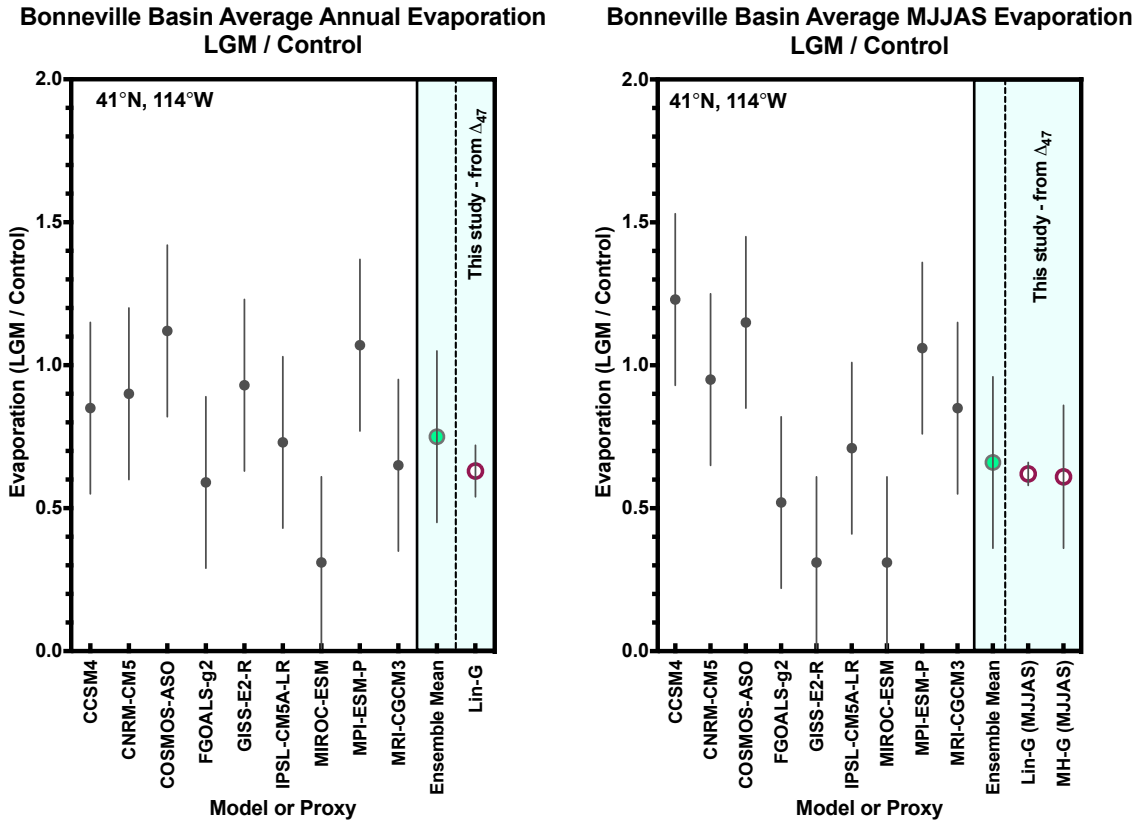 Bonneville Basin Average Annual Evaporation
LGM / Control
Evaporation (LGM / Control)
2.0
1.5
1.0
0.5
0.0
41°N, 114°W
This study - from Δ47
CCSM4
CNRM-CM5
COSMOS-ASO
FGOALS-g2
GISS-E2-R
IPSL-CM5A-LR
MIROC-ESM
MPI-ESM-P
MRI-CGCM3
Ensemble Mean
Lin-G
Model or Proxy
Bonneville Basin Average MJJAS Evaporation
LGM / Control
Evaporation (LGM / Control)
2.0
1.5
1.0
0.5
0.0
41°N, 114°W
This study - from Δ47
CCSM4
CNRM-CM5
COSMOS-ASO
FGOALS-g2
GISS-E2-R
IPSL-CM5A-LR
MIROC-ESM
MPI-ESM-P
MRI-CGCM3
Ensemble Mean
Lin-G (MJJAS)
MH-G (MJJAS)
Model or Proxy